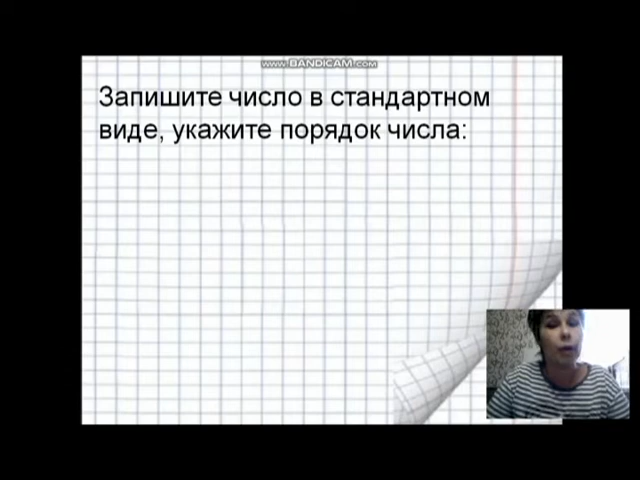 www.BANDICAM.COM
Запишите число в стандартном
виде, укажите порядок числа: